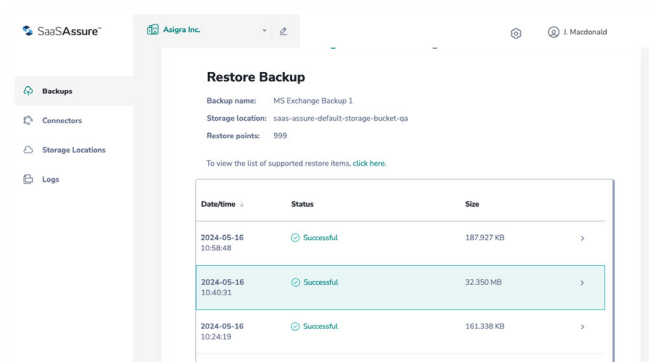 SaaSAssure™
Asigra Inc.
J. Macdonald
Backups
Connectors
Storage Locations
Logs
Restore Backup
Backup name: MS Exchange Backup 1
Storage location: saas-assure-default-storage-bucket-qa
Restore points: 999
To view the list of supported restore items, click here.
Date/time ↓ Status Size
2024-05-16 Successful 187.927 KB
10:58:48
2024-05-16 Successful 32.350 MB
10:40:31
2024-05-16 Successful 161.338 KB
10:24:19